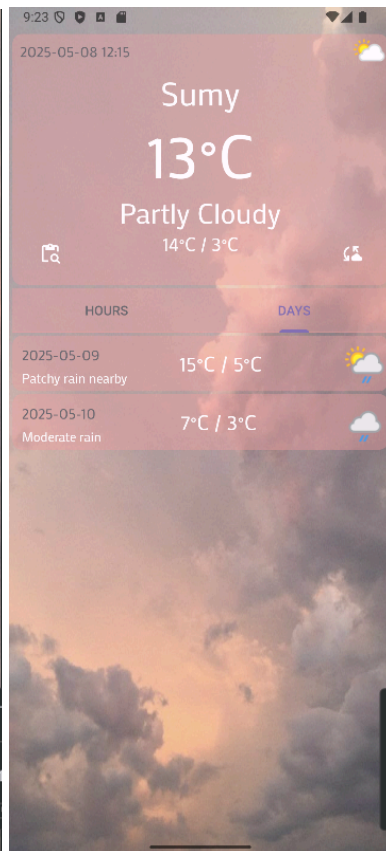 9:23
2025-05-08 12:15
Sumy
13°C
Partly Cloudy
14°C / 3°C
HOURS DAYS
2025-05-09
15°C / 5°C
Patchy rain nearby
2025-05-10
7°C / 3°C
Moderate rain